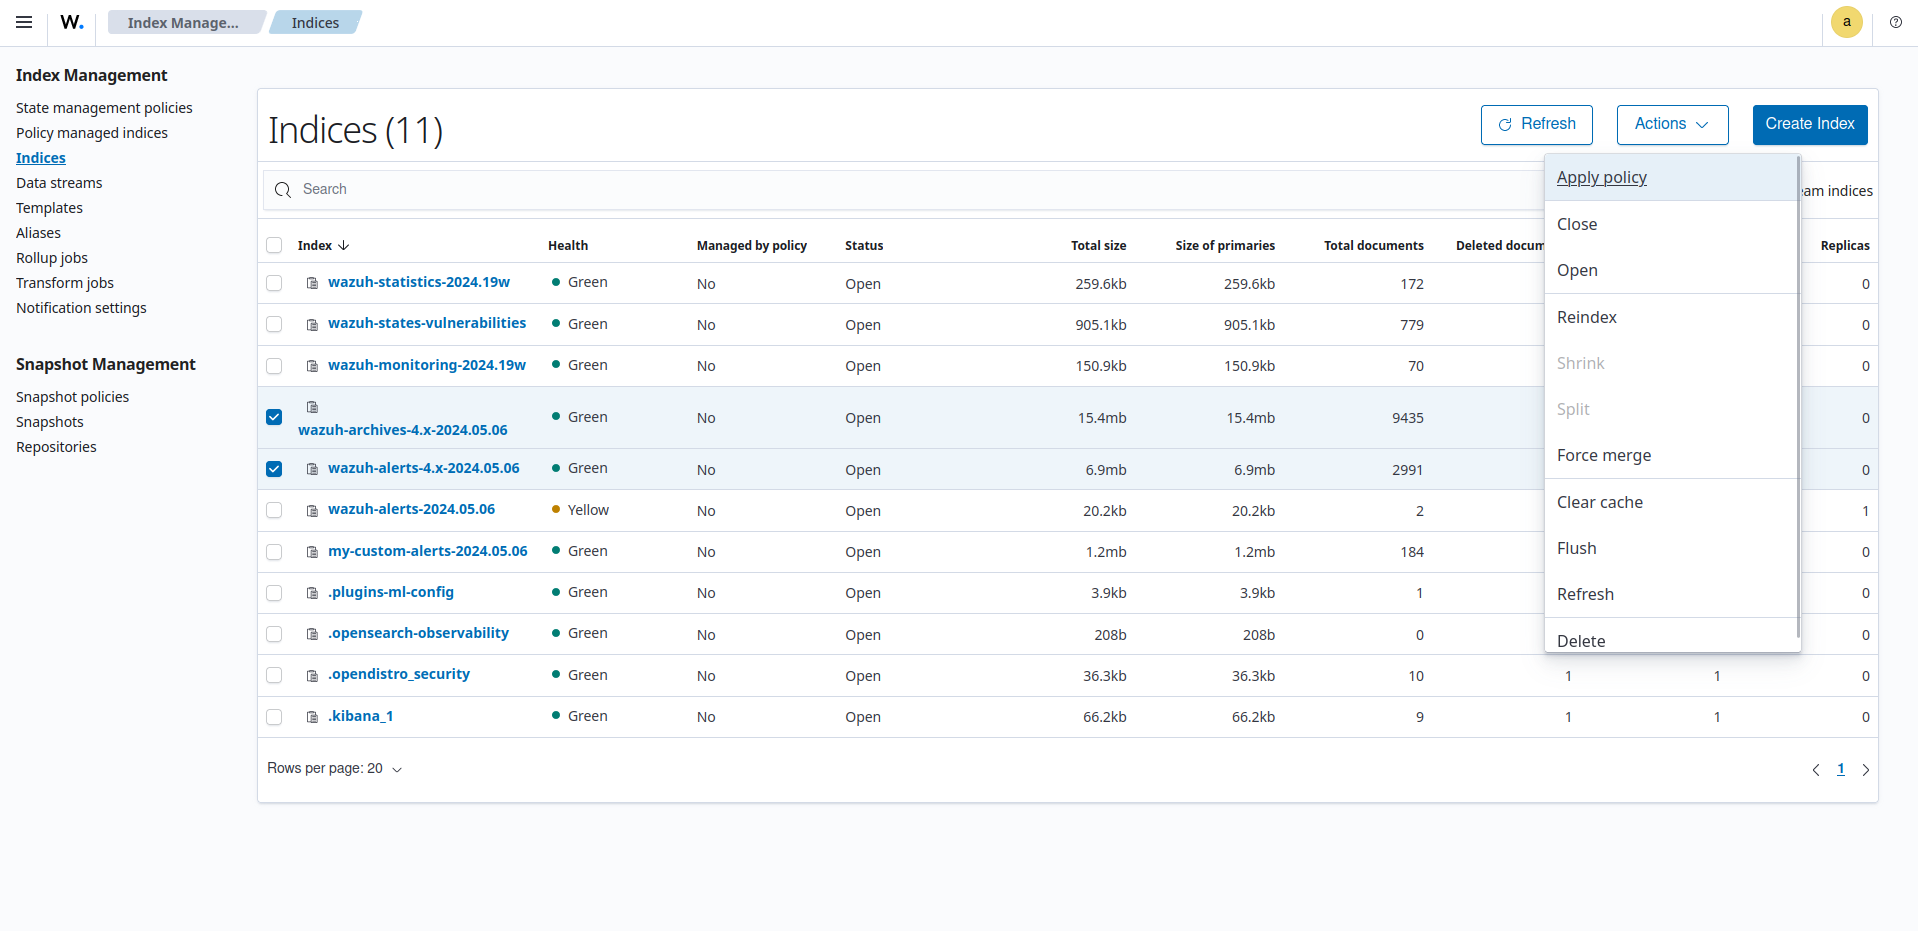 W. Index Manage... Indices a
Index Management
State management policies
Policy managed indices
Indices
Data streams
Templates
Aliases
Rollup jobs
Transform jobs
Notification settings
Snapshot Management
Snapshot policies
Snapshots
Repositories
Indices (11) Refresh Actions Create Index
Search am indices
Index Health Managed by policy Status Total size Size of primaries Total documents Deleted docum Replicas
wazuh-statistics-2024.19w Green No Open 259.6kb 259.6kb 172 0
wazuh-states-vulnerabilities Green No Open 905.1kb 905.1kb 779 0
wazuh-monitoring-2024.19w Green No Open 150.9kb 150.9kb 70 0
wazuh-archives-4.x-2024.05.06 Green No Open 15.4mb 15.4mb 9435 0
wazuh-alerts-4.x-2024.05.06 Green No Open 6.9mb 6.9mb 2991 0
wazuh-alerts-2024.05.06 Yellow No Open 20.2kb 20.2kb 2 1
my-custom-alerts-2024.05.06 Green No Open 1.2mb 1.2mb 184 0
.plugins-ml-config Green No Open 3.9kb 3.9kb 1 0
.opensearch-observability Green No Open 208b 208b 0 0
.opendistro_security Green No Open 36.3kb 36.3kb 10 1 1 0
.kibana_1 Green No Open 66.2kb 66.2kb 9 1 1 0
Rows per page: 20 1
Apply policy
Close
Open
Reindex
Shrink
Split
Force merge
Clear cache
Flush
Refresh
Delete